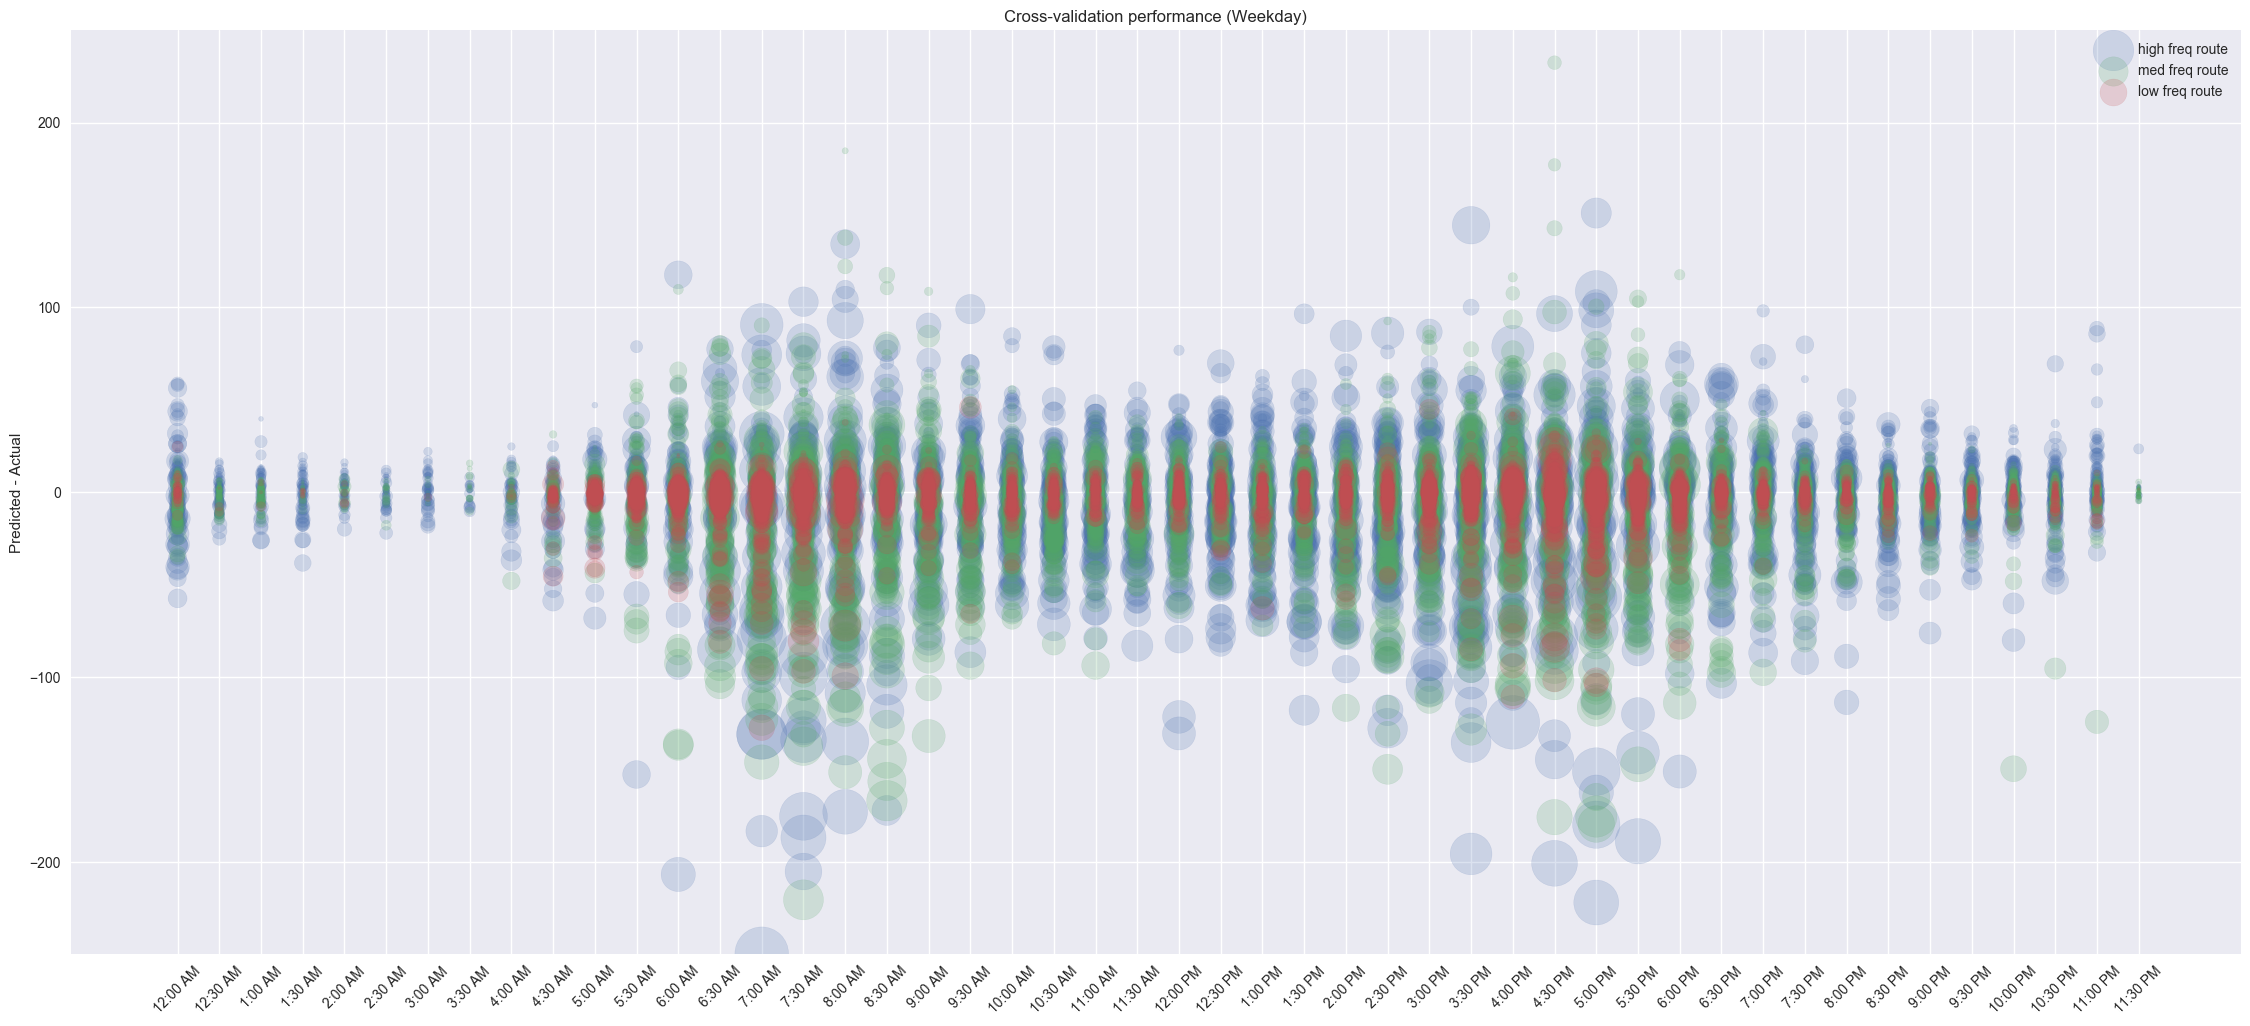 Cross-validation performance (Weekday)
high freq route
med freq route
low freq route
Predicted - Actual
200
100
0
−100
−200
12:00 AM
12:30 AM
1:00 AM
1:30 AM
2:00 AM
2:30 AM
3:00 AM
3:30 AM
4:00 AM
4:30 AM
5:00 AM
5:30 AM
6:00 AM
6:30 AM
7:00 AM
7:30 AM
8:00 AM
8:30 AM
9:00 AM
9:30 AM
10:00 AM
10:30 AM
11:00 AM
11:30 AM
12:00 PM
12:30 PM
1:00 PM
1:30 PM
2:00 PM
2:30 PM
3:00 PM
3:30 PM
4:00 PM
4:30 PM
5:00 PM
5:30 PM
6:00 PM
6:30 PM
7:00 PM
7:30 PM
8:00 PM
8:30 PM
9:00 PM
9:30 PM
10:00 PM
10:30 PM
11:00 PM
11:30 PM